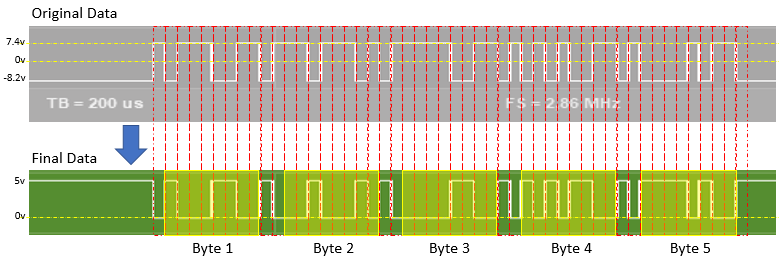 Original Data
7.4v
0v
-8.2v
TB = 200 us FS = 2.86 MHz
Final Data
5v
0v
Byte 1 Byte 2 Byte 3 Byte 4 Byte 5